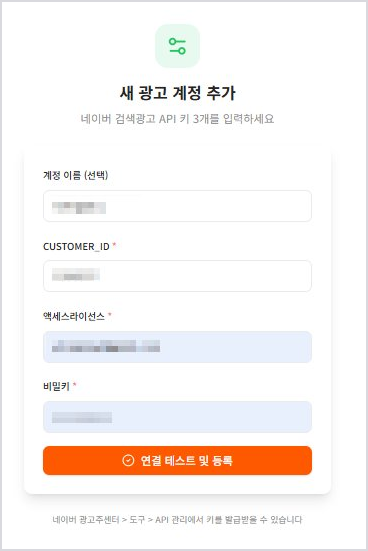 새 광고 계정 추가
네이버 검색광고 API 키 3개를 입력하세요
계정 이름 (선택)
CUSTOMER_ID *
액세스라이선스 *
비밀키 *
연결 테스트 및 등록
네이버 광고주센터 > 도구 > API 관리에서 키를 발급받을 수 있습니다